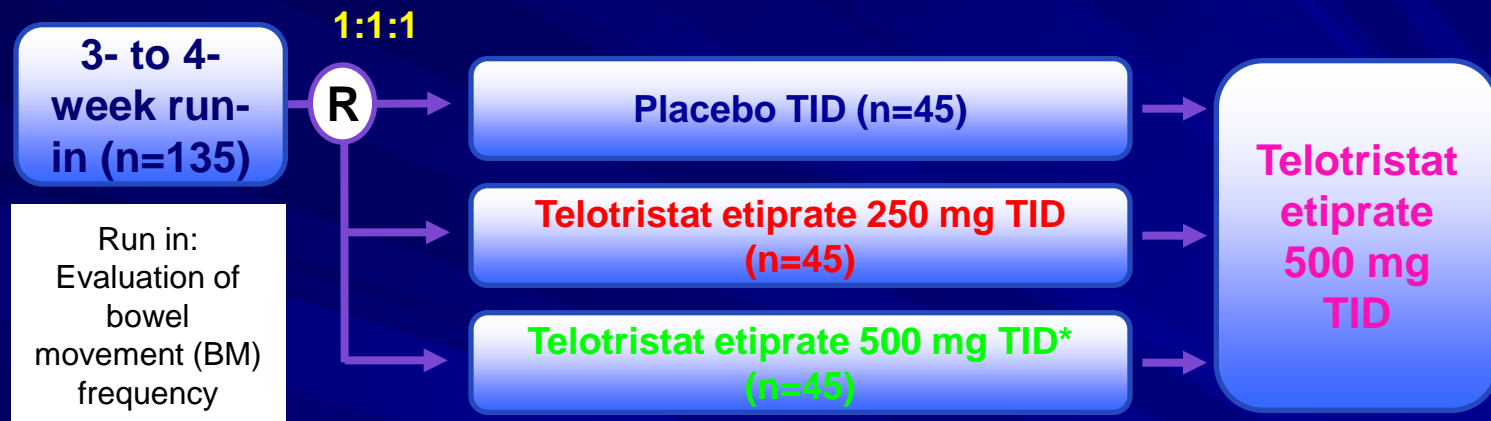 1:1:1
3- to 4-
week run-
in (n=135)
R
Placebo TID (n=45)
Telotristat etiprate 250 mg TID
(n=45)
Telotristat etiprate 500 mg TID*
(n=45)
Telotristat
etiprate
500 mg
TID
Run in:
Evaluation of
bowel
movement (BM)
frequency